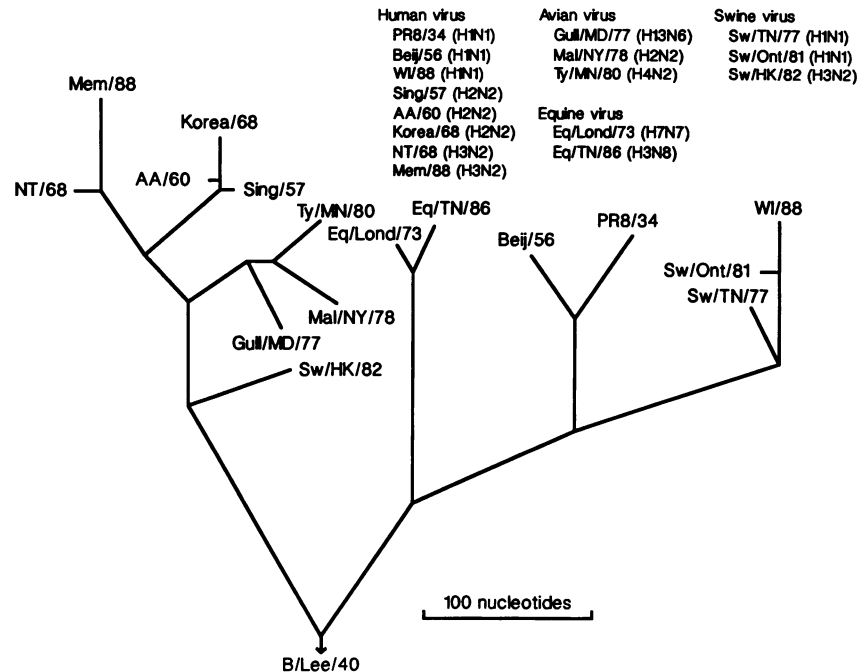 Human virus
PR8/34 (H1N1)
Beij/56 (H1N1)
WI/88 (H1N1)
Sing/57 (H2N2)
AA/60 (H2N2)
Korea/68 (H2N2)
NT/68 (H3N2)
Mem/88 (H3N2)
Avian virus
Gull/MD/77 (H13N6)
Mal/NY/78 (H2N2)
Ty/MN/80 (H4N2)
Equine virus
Eq/Lond/73 (H7N7)
Eq/TN/86 (H3N8)
Swine virus
Sw/TN/77 (H1N1)
Sw/Ont/81 (H1N1)
Sw/HK/82 (H3N2)
Mem/88
Korea/68
NT/68
AA/60
Sing/57
Ty/MN/80
Eq/Lond/73
Eq/TN/86
Beij/56
PR8/34
WI/88
Sw/Ont/81
Sw/TN/77
Mal/NY/78
Gull/MD/77
Sw/HK/82
100 nucleotides
B/Lee/40